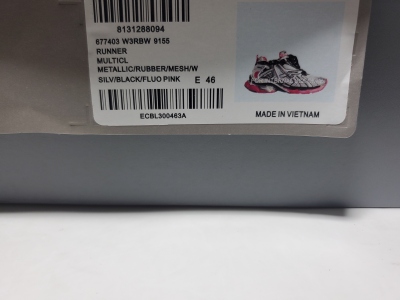 8131288094
677403 W3RBW 9155
RUNNER
MULTICL
METALLIC/RUBBER/MESH/W
SILV/BLACK/FLUO PINK E 46
MADE IN VIETNAM
ECBL300463A